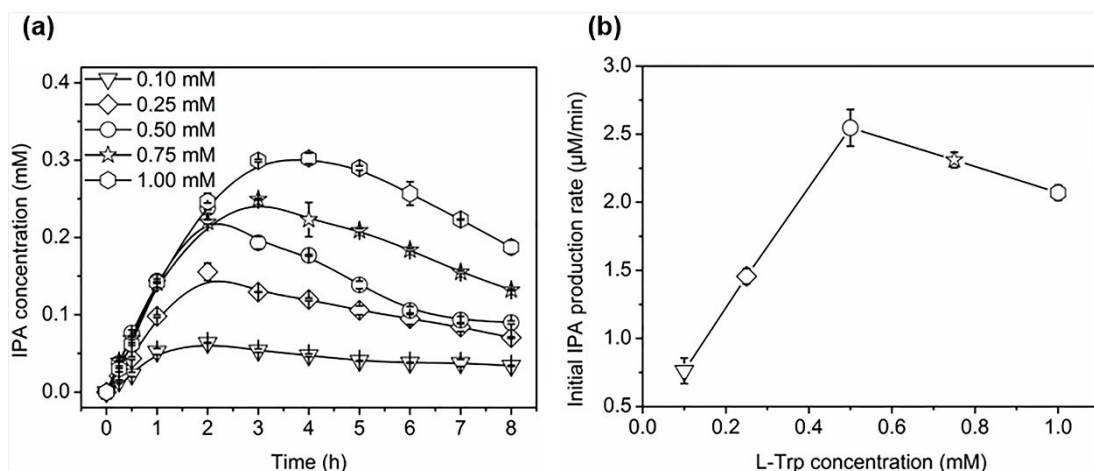 (a)
IPA concentration (mM)
0.4
0.3
0.2
0.1
0.0
0.10 mM
0.25 mM
0.50 mM
0.75 mM
1.00 mM
0 1 2 3 4 5 6 7 8
Time (h)
(b)
Initial IPA production rate (μM/min)
3.0
2.5
2.0
1.5
1.0
0.5
0.0 0.2 0.4 0.6 0.8 1.0
L-Trp concentration (mM)